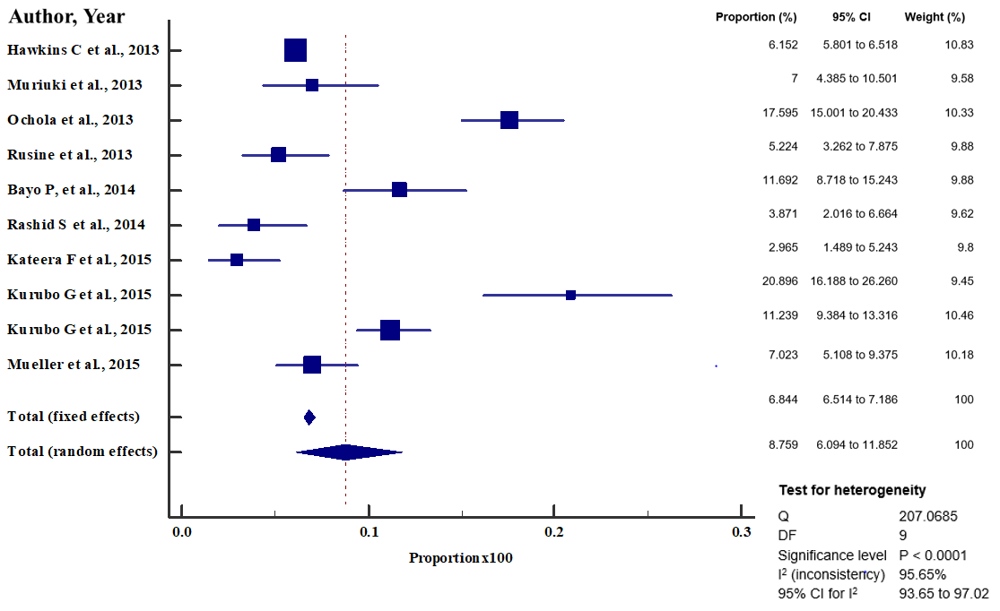 Author, Year Proportion (%) 95% CI Weight (%)
Hawkins C et al., 2013 6.152 5.801 to 6.518 10.83
Muriuki et al., 2013 7 4.385 to 10.501 9.58
Ochola et al., 2013 17.595 15.001 to 20.433 10.33
Rusine et al., 2013 5.224 3.262 to 7.875 9.88
Bayo P, et al., 2014 11.692 8.718 to 15.243 9.88
Rashid S et al., 2014 3.871 2.016 to 6.664 9.62
Kateera F et al., 2015 2.965 1.489 to 5.243 9.8
Kurubo G et al., 2015 20.896 16.188 to 26.260 9.45
Kurubo G et al., 2015 11.239 9.384 to 13.316 10.46
Mueller et al., 2015 7.023 5.108 to 9.375 10.18
Total (fixed effects) 6.844 6.514 to 7.186 100
Total (random effects) 8.759 6.094 to 11.852 100
0.0 0.1 0.2 0.3
Proportionx100
Test for heterogeneity
Q 207.0685
DF 9
Significance level P < 0.0001
I² (inconsistency) 95.65%
95% CI for I² 93.65 to 97.02